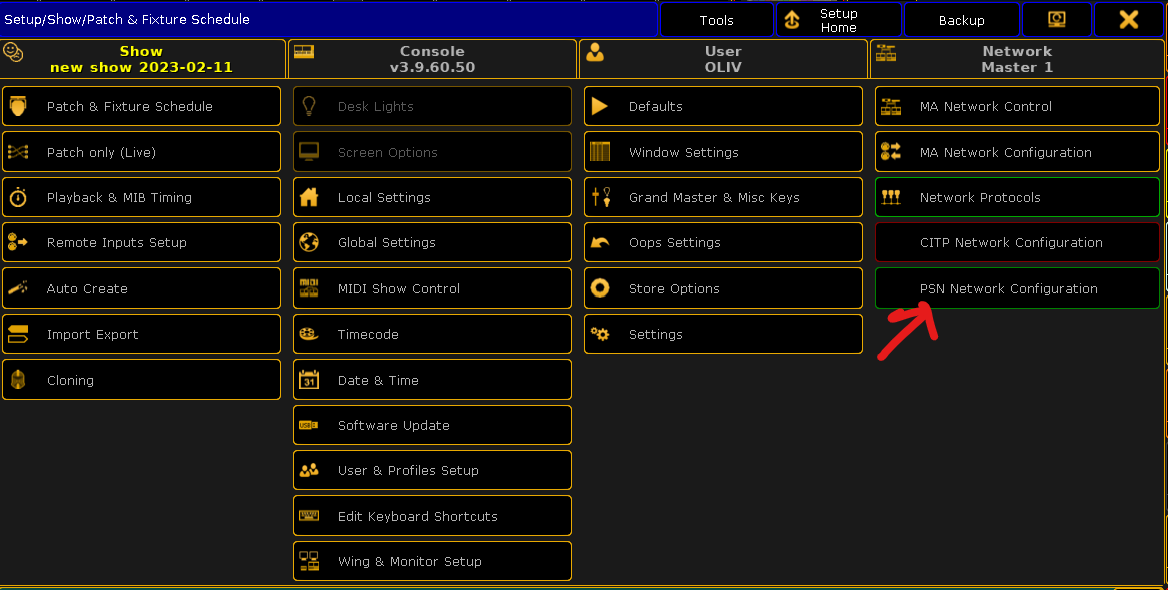 Setup/Show/Patch & Fixture Schedule
Tools
Setup
Home
Backup
Show
new show 2023-02-11
Console
v3.9.60.50
User
OLIV
Network
Master 1
Patch & Fixture Schedule
Patch only (Live)
Playback & MIB Timing
Remote Inputs Setup
Auto Create
Import Export
Cloning
Desk Lights
Screen Options
Local Settings
Global Settings
MIDI Show Control
Timecode
31
Date & Time
Software Update
User & Profiles Setup
Edit Keyboard Shortcuts
Wing & Monitor Setup
Defaults
Window Settings
Grand Master & Misc Keys
Oops Settings
Store Options
Settings
MA Network Control
MA Network Configuration
Network Protocols
CITP Network Configuration
PSN Network Configuration